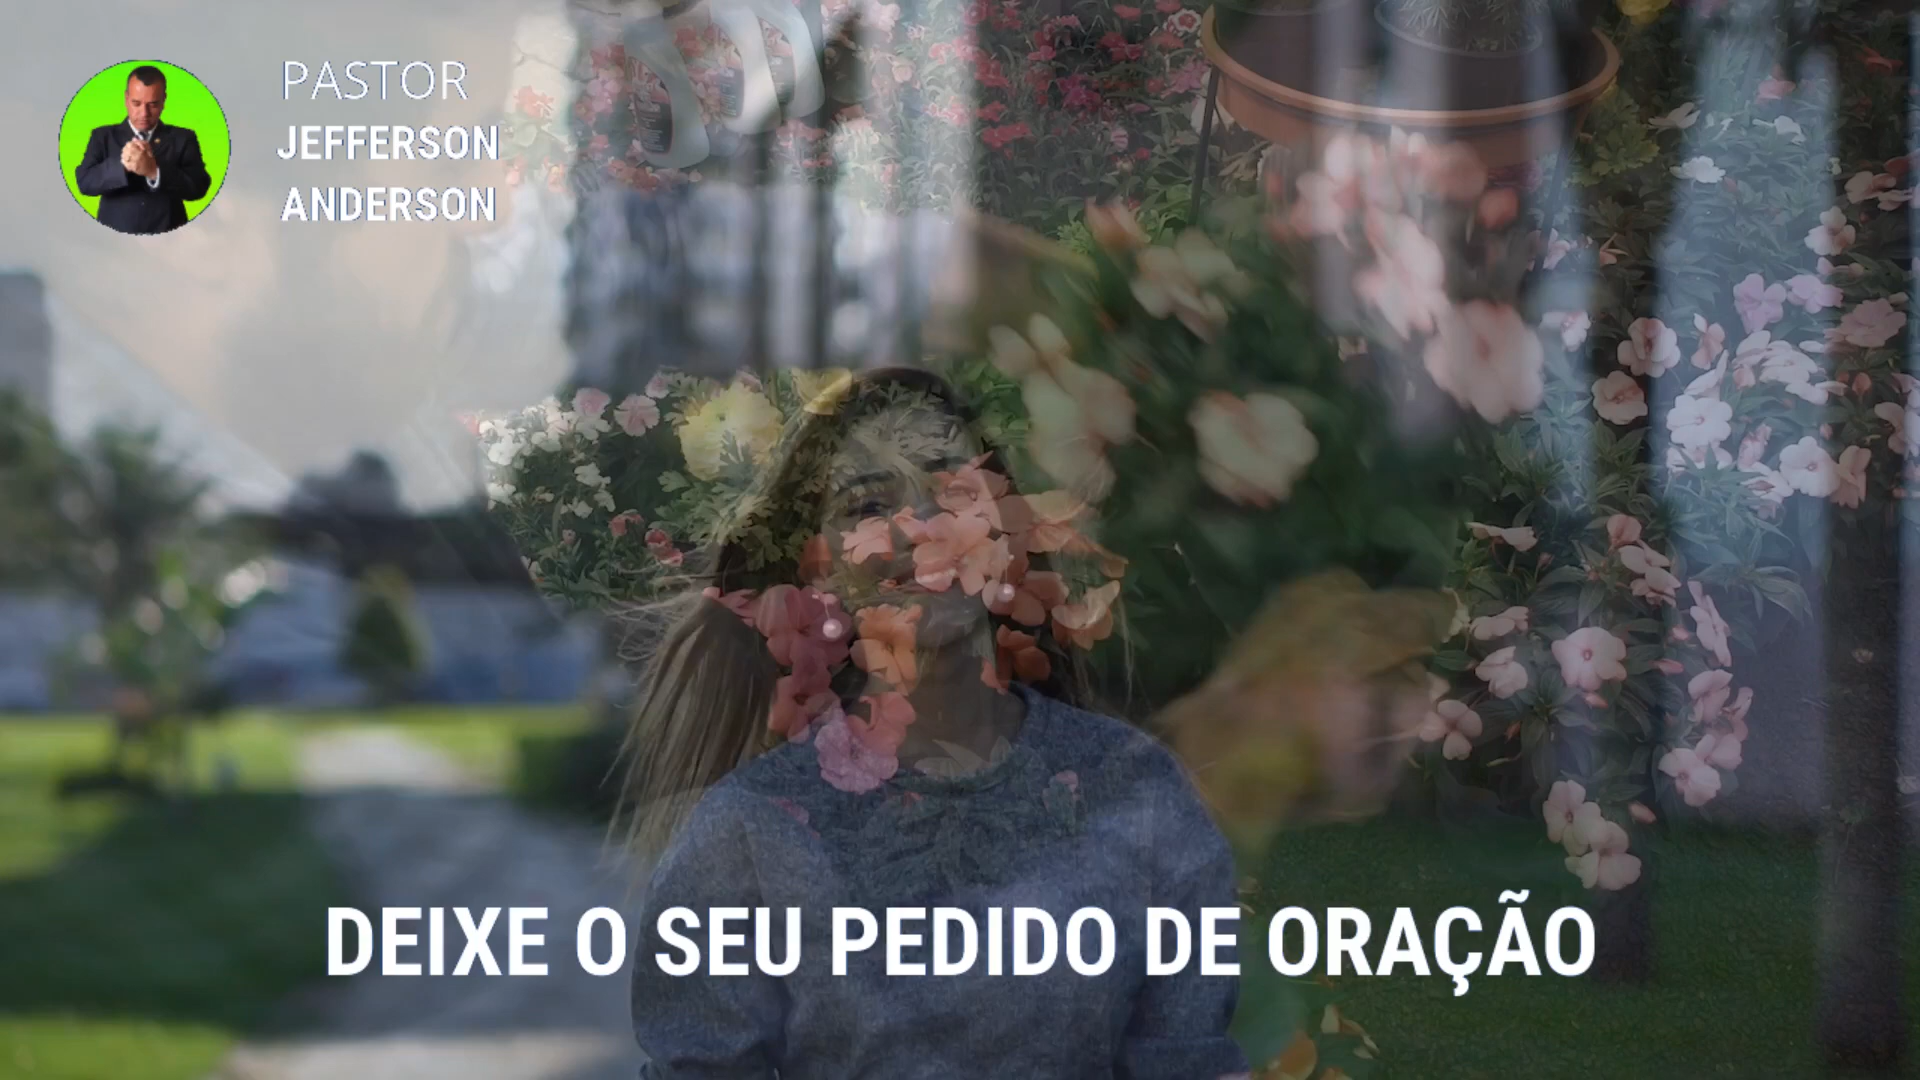 PASTOR
JEFFERSON
ANDERSON
DEIXE O SEU PEDIDO DE ORAÇÃO